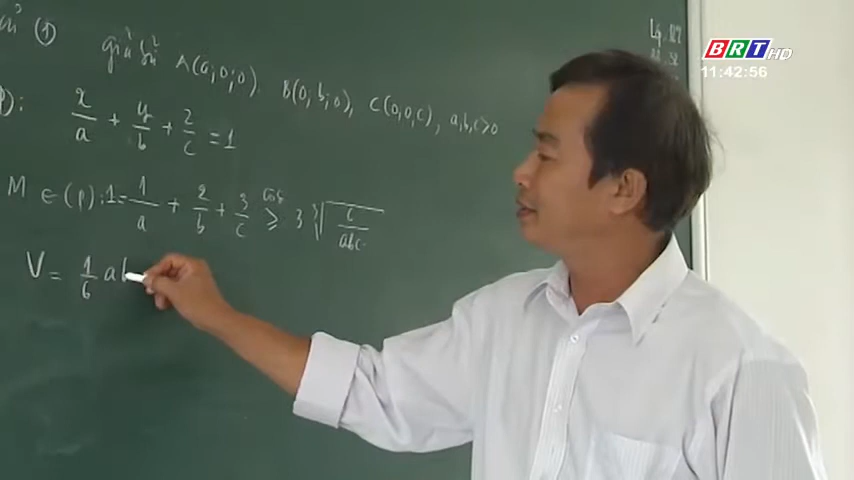 (1)
giả sử A(a;0;0) B(0;b;0), C(0,0,c), a,b,c>0
x/a + y/b + z/c = 1
M ∈ (P): 1 = 1/a + 2/b + 3/c ≥ 3 ∛(6/abc)
V = 1/6 ab
BRT HD
11:42:56